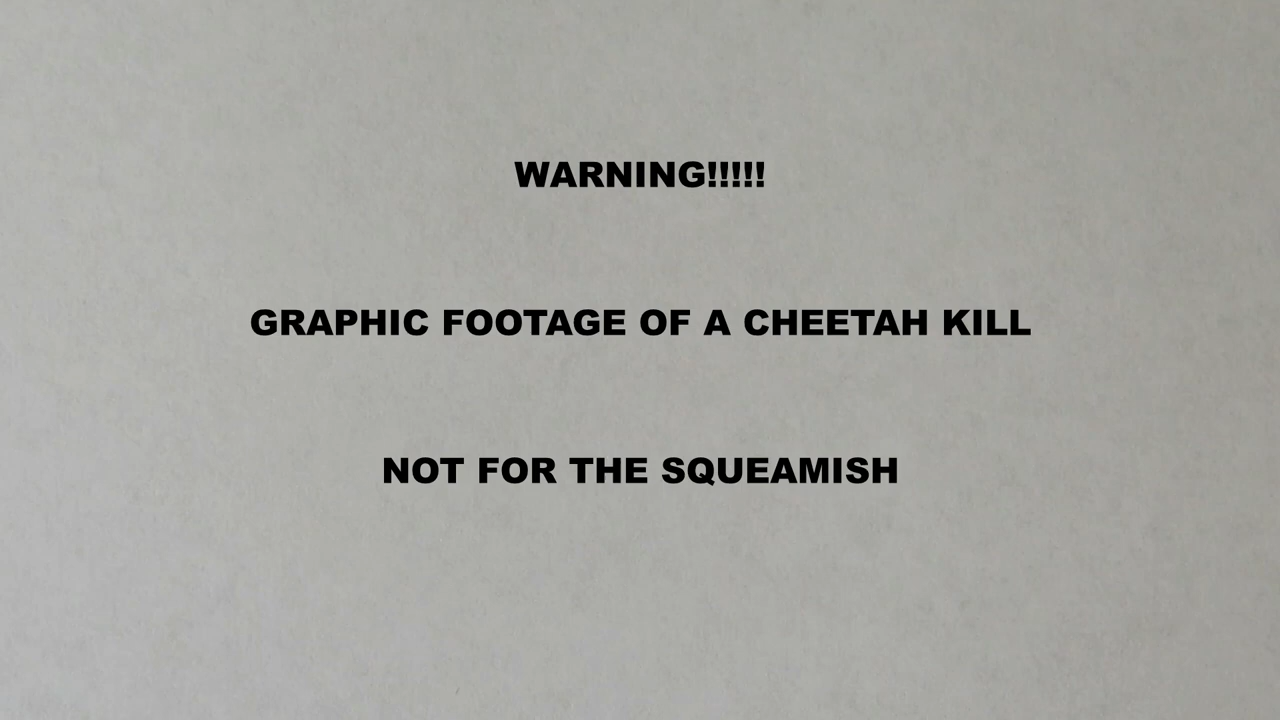 WARNING!!!!!
GRAPHIC FOOTAGE OF A CHEETAH KILL
NOT FOR THE SQUEAMISH